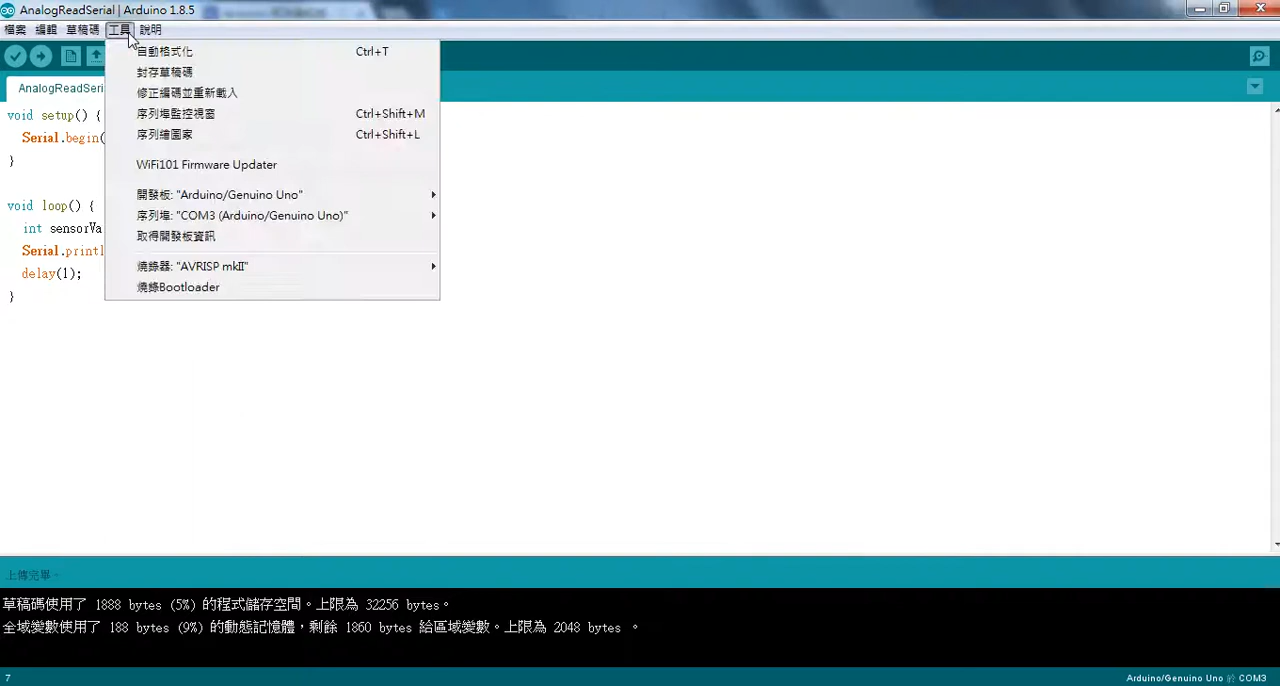 AnalogReadSerial | Arduino 1.8.5
檔案 編輯 草稿碼 工具 說明
自動格式化 Ctrl+T
封存草稿碼
修正編碼並重新載入
序列埠監控視窗 Ctrl+Shift+M
序列繪圖家 Ctrl+Shift+L
WiFi101 Firmware Updater
開發板: "Arduino/Genuino Uno"
序列埠: "COM3 (Arduino/Genuino Uno)"
取得開發板資訊
燒錄器: "AVRISP mkII"
燒錄Bootloader
AnalogReadSeri
void setup() {
Serial.begin(
}
void loop() {
int sensorVa
Serial.printl
delay(1);
}
上傳完畢。
草稿碼使用了 1888 bytes (5%) 的程式儲存空間。上限為 32256 bytes。
全域變數使用了 188 bytes (9%) 的動態記憶體，剩餘 1860 bytes 給區域變數。上限為 2048 bytes 。
7
Arduino/Genuino Uno 於 COM3